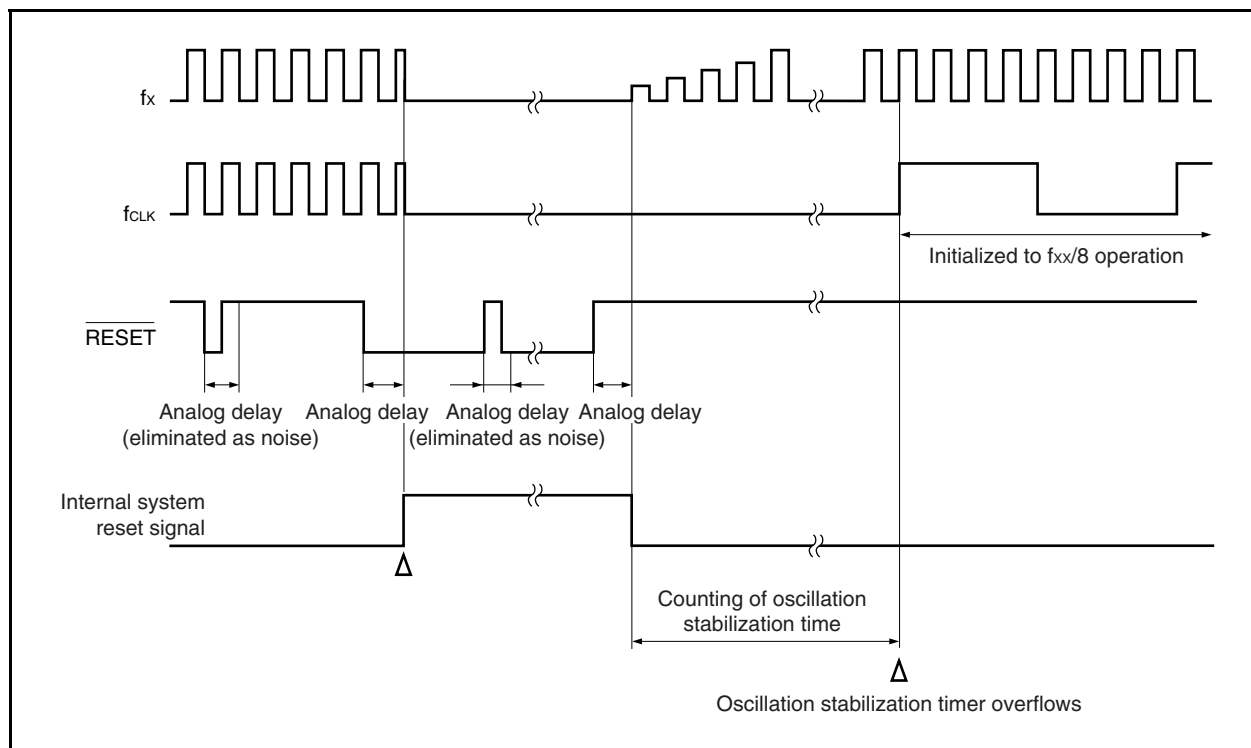 fX
fCLK
Initialized to fXX/8 operation
RESET
Analog delay
(eliminated as noise)
Analog delay
Analog delay
(eliminated as noise)
Analog delay
Internal system
reset signal
Counting of oscillation
stabilization time
Oscillation stabilization timer overflows